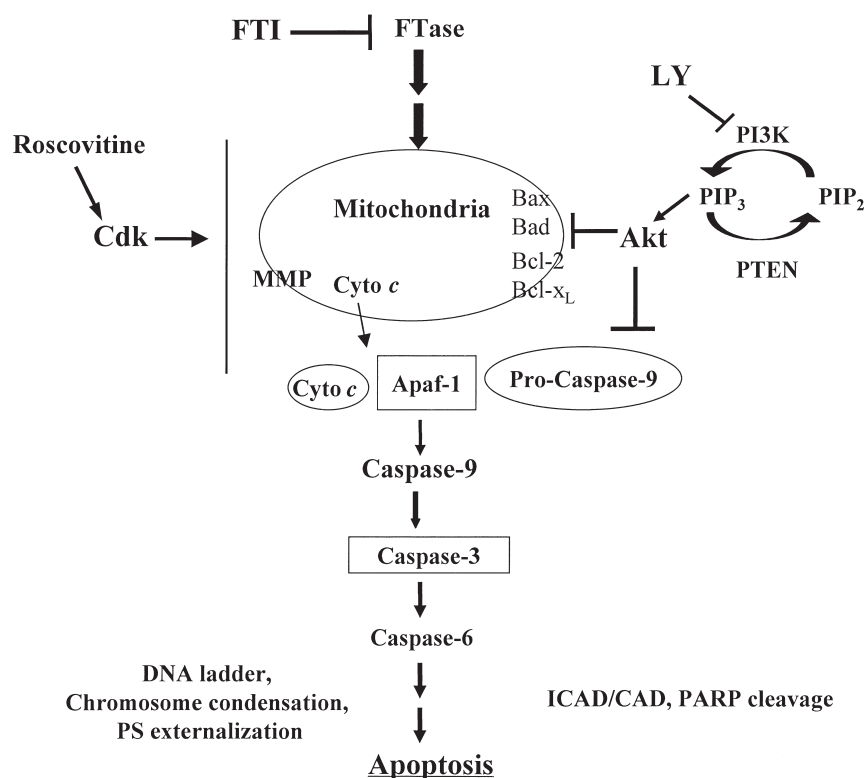 FTI
FTase
LY
PI3K
Roscovitine
PIP3
PIP2
Mitochondria
Bax
Bad
Cdk
Akt
Bcl-2
PTEN
MMP
Cyto c
Bcl-xL
Cyto c
Apaf-1
Pro-Caspase-9
Caspase-9
Caspase-3
Caspase-6
DNA ladder,
Chromosome condensation,
PS externalization
ICAD/CAD, PARP cleavage
Apoptosis